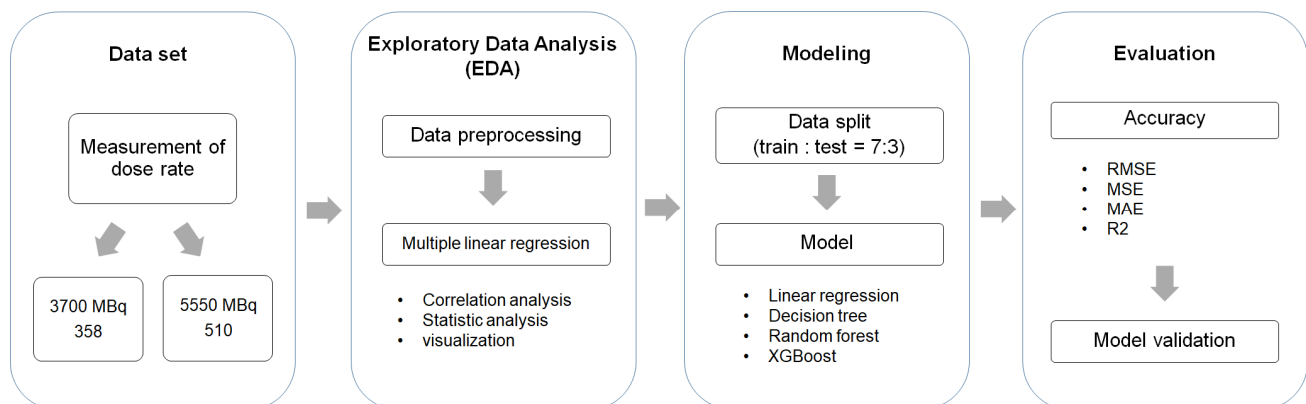 Data set
Measurement of
dose rate
3700 MBq
358
5550 MBq
510
Exploratory Data Analysis
(EDA)
Data preprocessing
Multiple linear regression
• Correlation analysis
• Statistic analysis
• visualization
Modeling
Data split
(train : test = 7:3)
Model
• Linear regression
• Decision tree
• Random forest
• XGBoost
Evaluation
Accuracy
• RMSE
• MSE
• MAE
• R2
Model validation